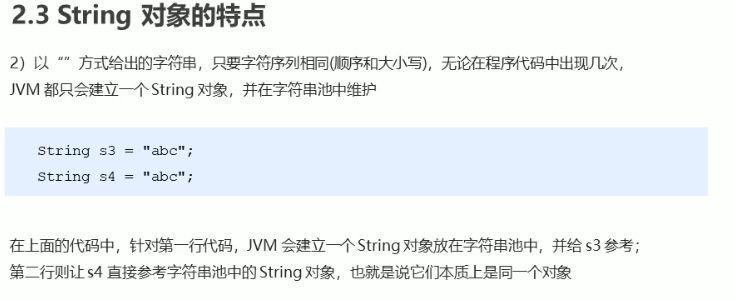 2.3 String 对象的特点
2）以“”方式给出的字符串，只要字符序列相同(顺序和大小写)，无论在程序代码中出现几次，
JVM 都只会建立一个 String 对象，并在字符串池中维护
String s3 = "abc";
String s4 = "abc";
在上面的代码中，针对第一行代码，JVM 会建立一个 String 对象放在字符串池中，并给 s3 参考；
第二行则让 s4 直接参考字符串池中的 String 对象，也就是说它们本质上是同一个对象